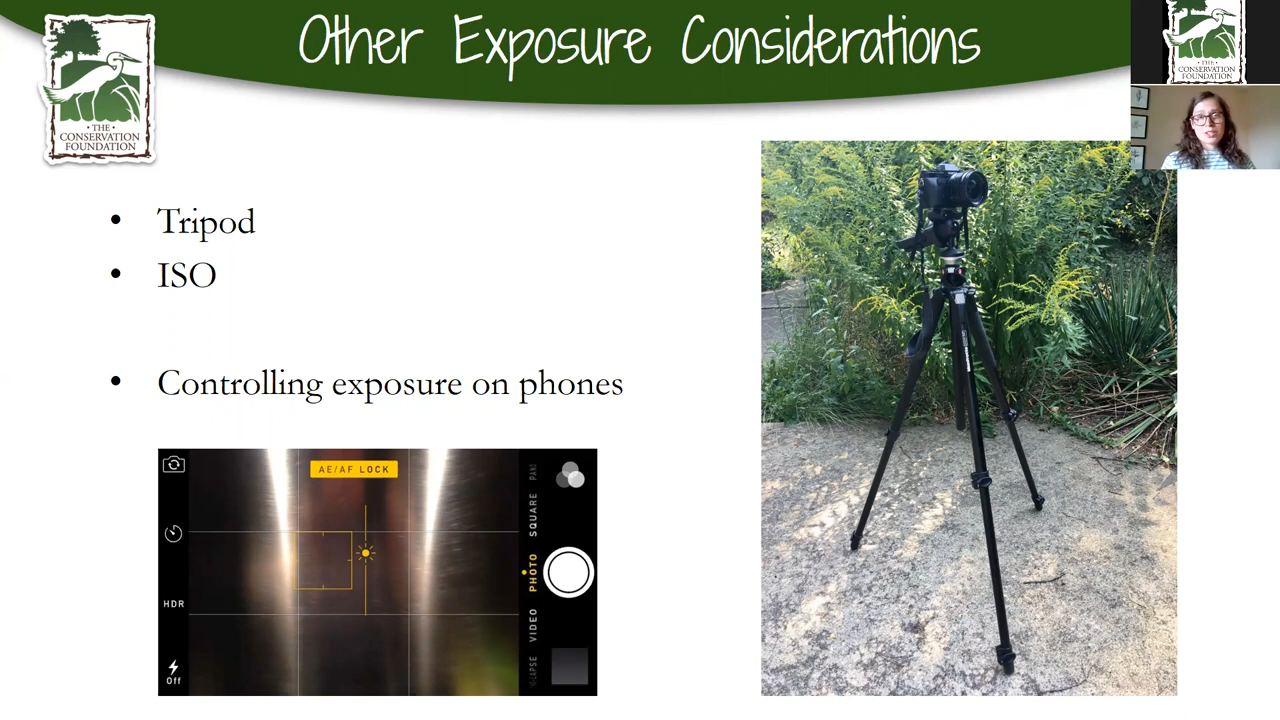 Other Exposure Considerations
• THE •
CONSERVATION
FOUNDATION
THE
CONSERVATION
FOUNDATION
• Tripod
• ISO
• Controlling exposure on phones
AE/AF LOCK
HDR
Off
PANO
SQUARE
PHOTO
VIDEO